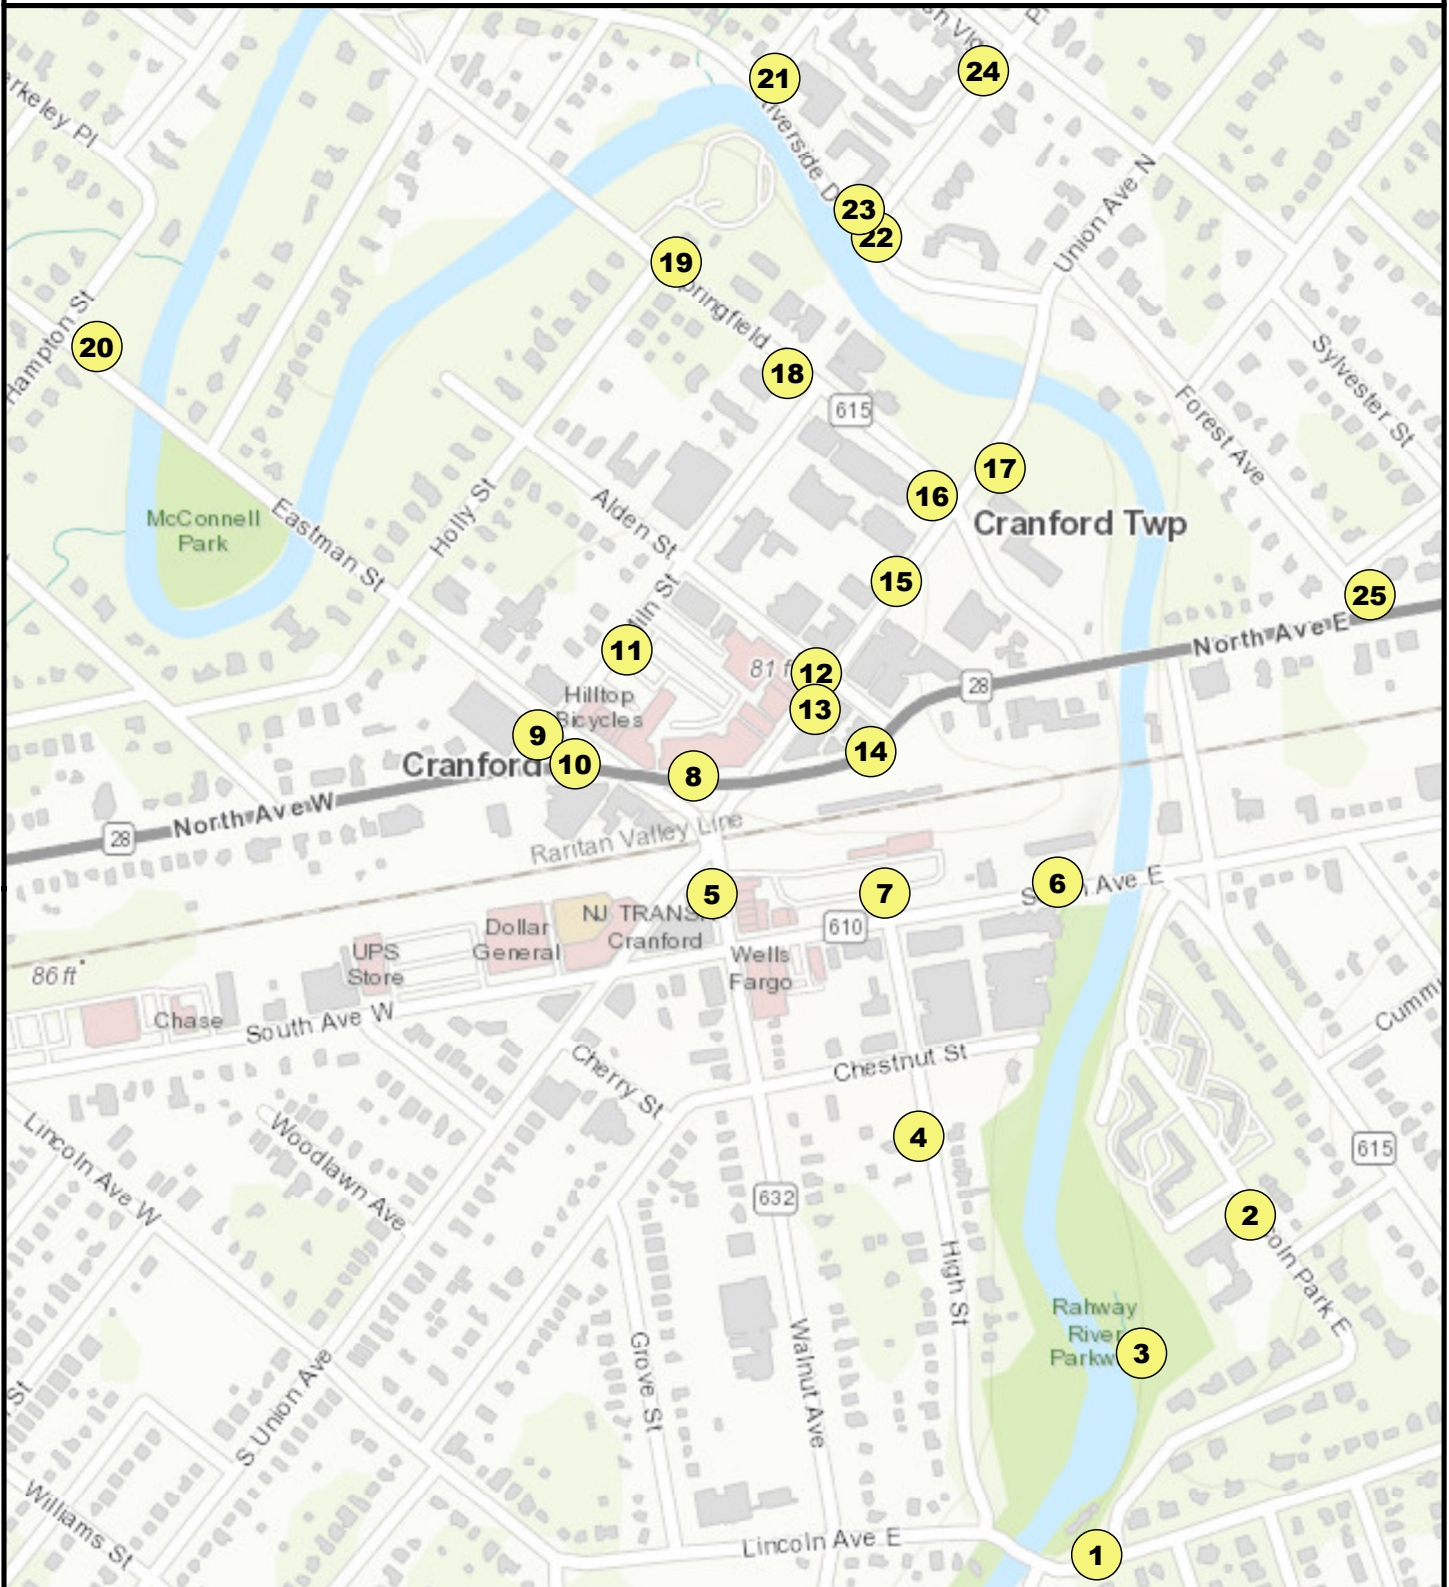 24
21
Riverside D
23
22
Union Ave N
19
Springfield
20
Hampton St
18
615
Sylvester St
Forest Ave
17
16
Holly St
McConnell
Park
Eastman St
Alden St
Cranford Twp
15
25
North Ave E
11
Miln St
81 f
12
28
Hilltop
Bicycles
13
9
10
Cranford
8
14
North Ave W
28
Raritan Valley Line
5
7
6
Ave E
NJ TRANS
Cranford
Dollar
General
610
UPS
Store
Wells
Fargo
86 ft
Chase
South Ave W
Cherry St
Chestnut St
4
Lincoln Ave W
Woodlawn Ave
632
615
2
coln Park E
High St
Rahway
River
Parkw
3
Grove St
Walnut Ave
S Union Ave
St
Williams St
Lincoln Ave E
1